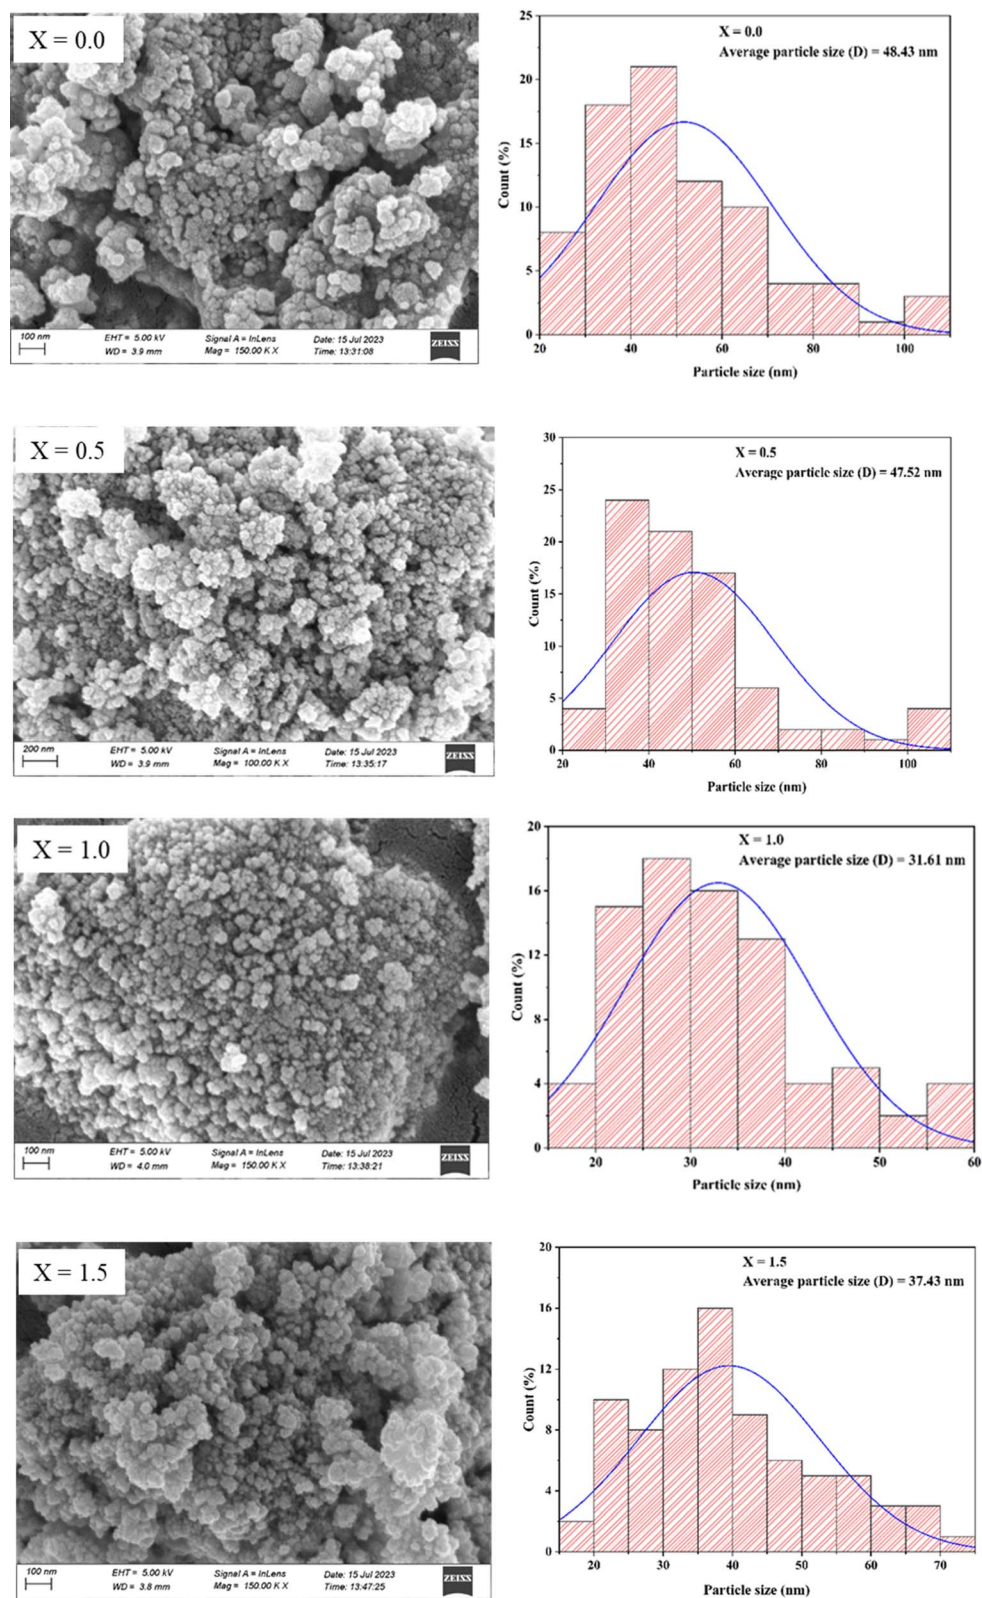 X = 0.0
100 nm
EHT = 5.00 kV
Signal A = InLens
Date: 15 Jul 2023
WD = 3.9 mm
Mag = 150.00 K X
Time: 13:31:08
ZEISS
X = 0.0
Average particle size (D) = 48.43 nm
Count (%)
25
20
15
10
5
0
20 40 60 80 100
Particle size (nm)
X = 0.5
200 nm
EHT = 5.00 kV
Signal A = InLens
Date: 15 Jul 2023
WD = 3.9 mm
Mag = 100.00 K X
Time: 13:35:17
ZEISS
X = 0.5
Average particle size (D) = 47.52 nm
Count (%)
30
25
20
15
10
5
0
20 40 60 80 100
Particle size (nm)
X = 1.0
100 nm
EHT = 5.00 kV
Signal A = InLens
Date: 15 Jul 2023
WD = 4.0 mm
Mag = 150.00 K X
Time: 13:38:21
ZEISS
X = 1.0
Average particle size (D) = 31.61 nm
Count (%)
20
16
12
8
4
0
20 30 40 50 60
Particle size (nm)
X = 1.5
100 nm
EHT = 5.00 kV
Signal A = InLens
Date: 15 Jul 2023
WD = 3.8 mm
Mag = 150.00 K X
Time: 13:47:25
ZEISS
X = 1.5
Average particle size (D) = 37.43 nm
Count (%)
20
16
12
8
4
0
20 30 40 50 60 70
Particle size (nm)